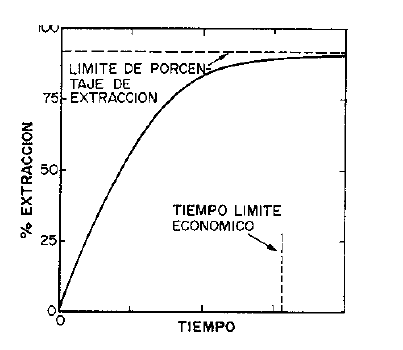 100
LIMITE DE PORCEN-
TAJE DE
75
EXTRACCION
% EXTRACCION
50
TIEMPO LIMITE
ECONOMICO
25
0
0
TIEMPO